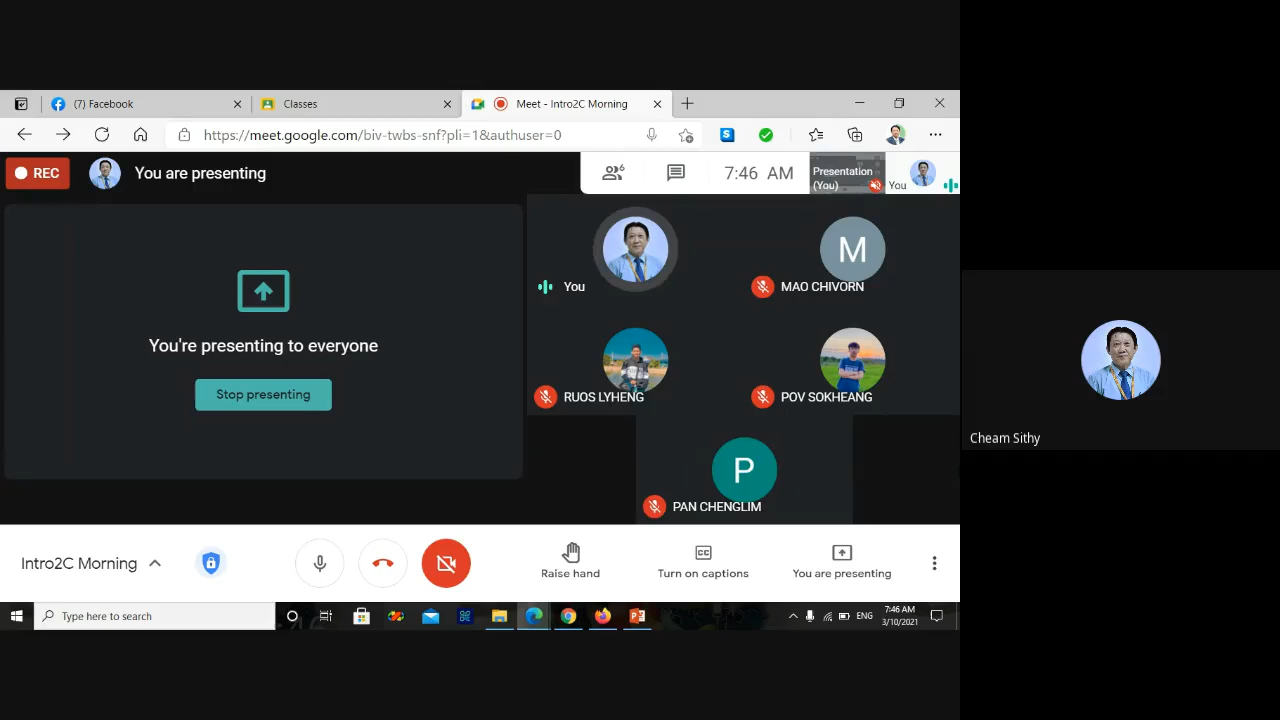 (7) Facebook
Classes
Meet - Intro2C Morning
https://meet.google.com/biv-twbs-snf?pli=1&authuser=0
REC
You are presenting
6
7:46 AM
Presentation
(You)
You
You're presenting to everyone
Stop presenting
You
M
MAO CHIVORN
RUOS LYHENG
POV SOKHEANG
P
PAN CHENGLIM
Cheam Sithy
Intro2C Morning
Raise hand
CC
Turn on captions
You are presenting
Type here to search
ENG
7:46 AM
3/10/2021